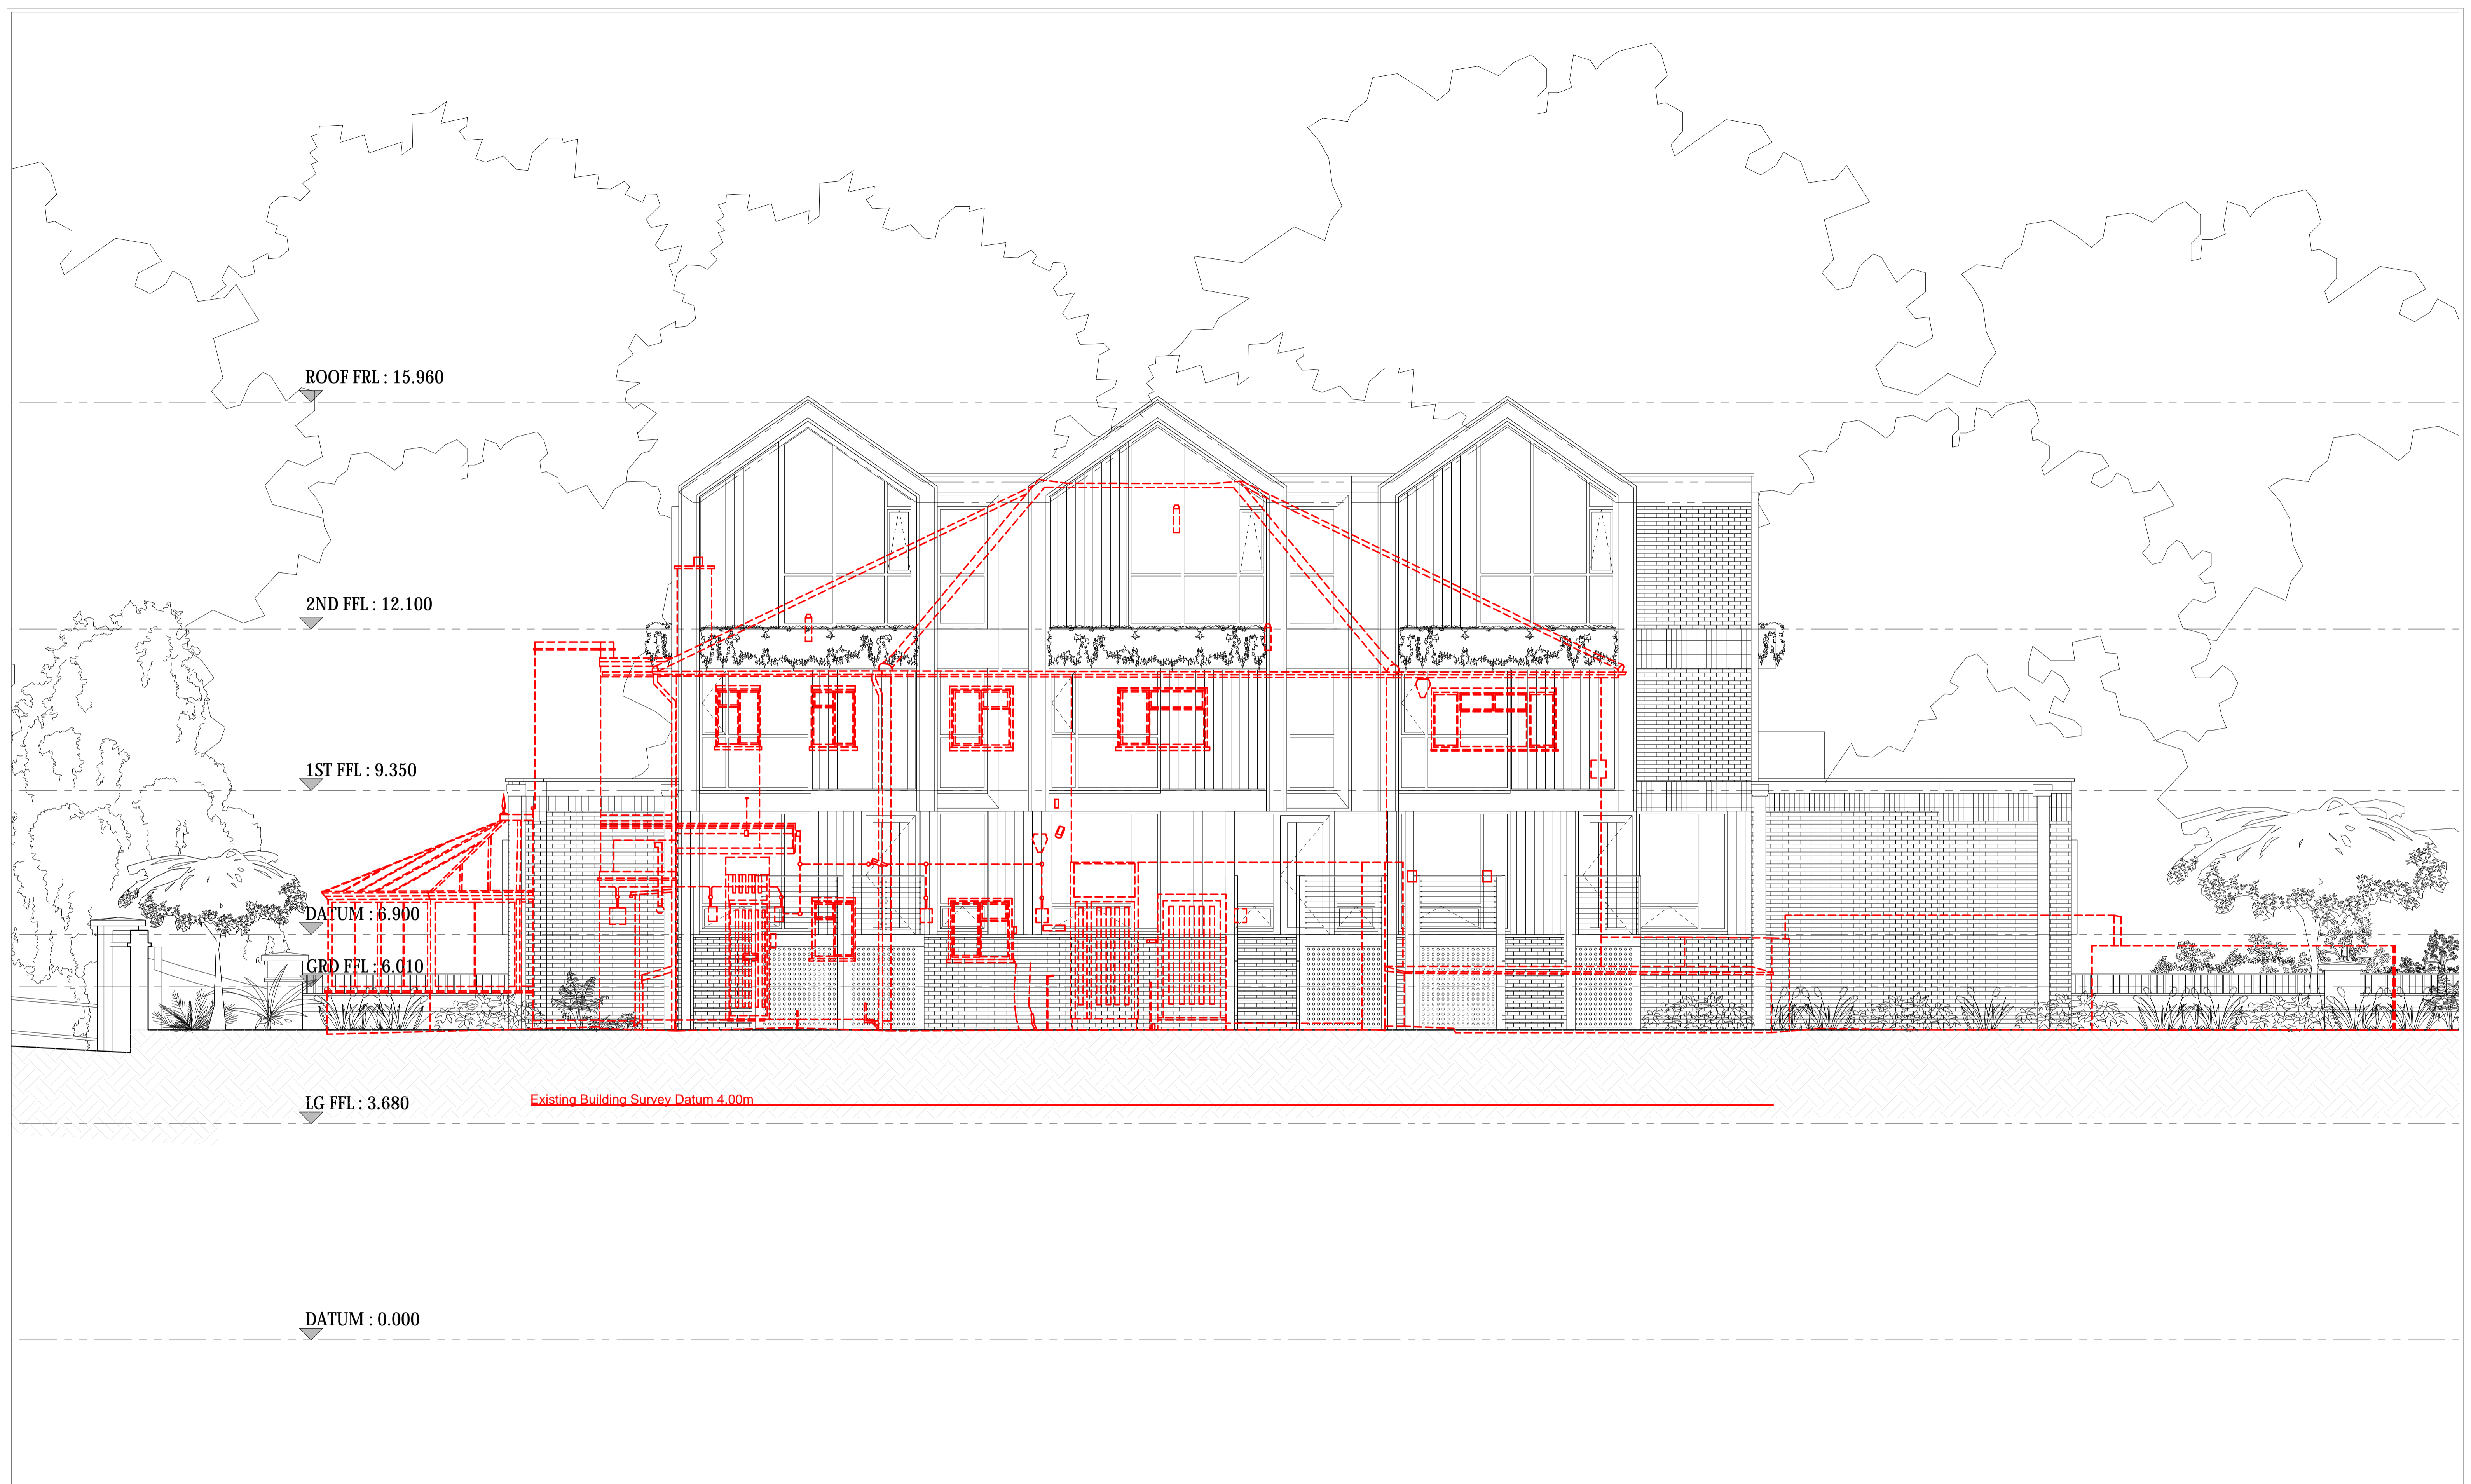 ROOF FRL : 15.960
2ND FFL : 12.100
1ST FFL : 9.350
DATUM : 6.900
GRD FFL : 6.010
LG FFL : 3.680
Existing Building Survey Datum 4.00m
DATUM : 0.000